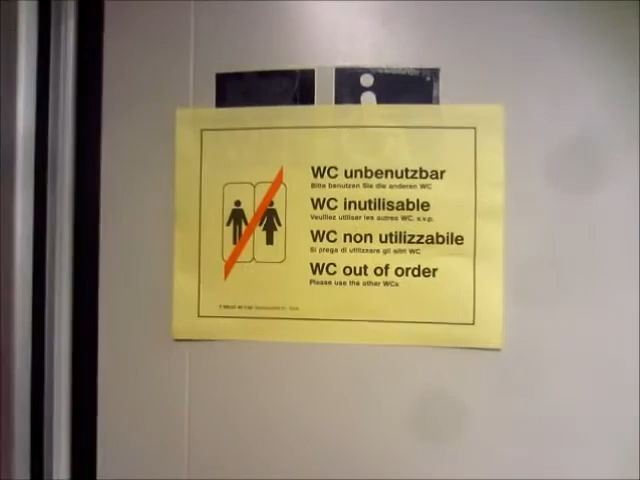 WC unbenutzbar
Bitte benutzen Sie die anderen WC
WC inutilisable
Veuillez utiliser les autres WC, s.v.p.
WC non utilizzabile
Si prega di utilizzare gli altri WC
WC out of order
Please use the other WCs